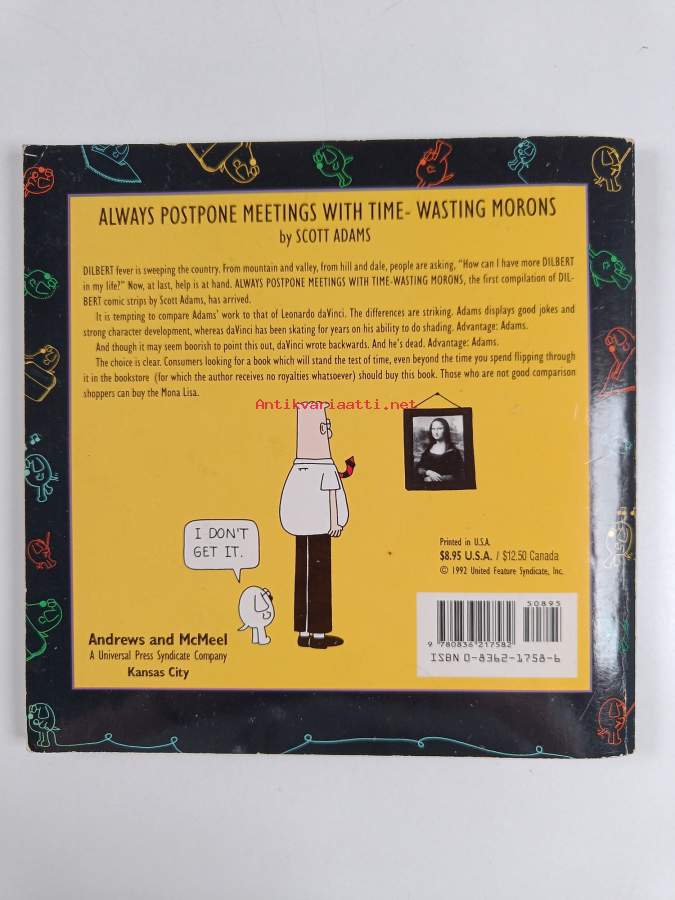 ALWAYS POSTPONE MEETINGS WITH TIME- WASTING MORONS
by SCOTT ADAMS
DILBERT fever is sweeping the country. From mountain and valley, from hill and dale, people are asking, "How can I have more DILBERT
in my life?" Now, at last, help is at hand. ALWAYS POSTPONE MEETINGS WITH TIME-WASTING MORONS, the first compilation of DIL-
BERT comic strips by Scott Adams, has arrived.
It is tempting to compare Adams' work to that of Leonardo daVinci. The differences are striking. Adams displays good jokes and
strong character development, whereas daVinci has been skating for years on his ability to do shading. Advantage: Adams.
And though it may seem boorish to point this out, daVinci wrote backwards. And he's dead. Advantage: Adams.
The choice is clear. Consumers looking for a book which will stand the test of time, even beyond the time you spend flipping through
it in the bookstore (for which the author receives no royalties whatsoever) should buy this book. Those who are not good comparison
shoppers can buy the Mona Lisa.
Antikvariaatti.net
I DON'T
GET IT.
Printed in U.S.A.
$8.95 U.S.A. / $12.50 Canada
© 1992 United Feature Syndicate, Inc.
Andrews and McMeel
A Universal Press Syndicate Company
Kansas City
50895
9 780836 217582
ISBN 0-8362-1758-6